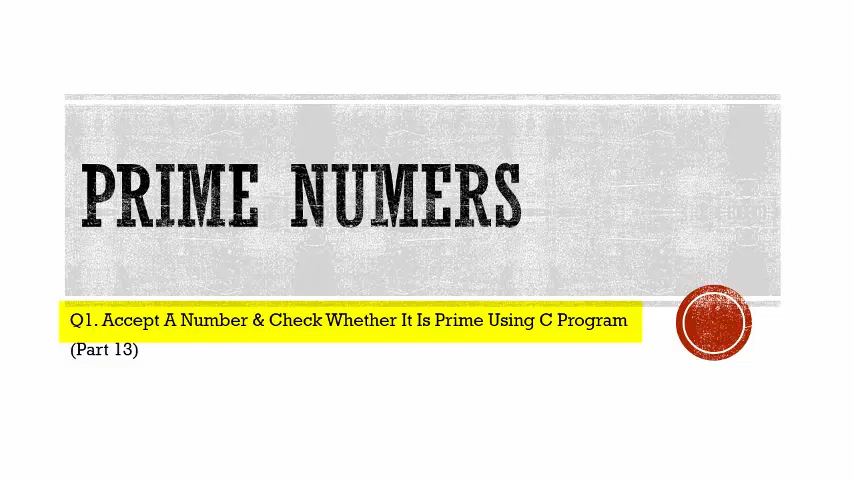 PRIME NUMERS
Q1. Accept A Number & Check Whether It Is Prime Using C Program
(Part 13)